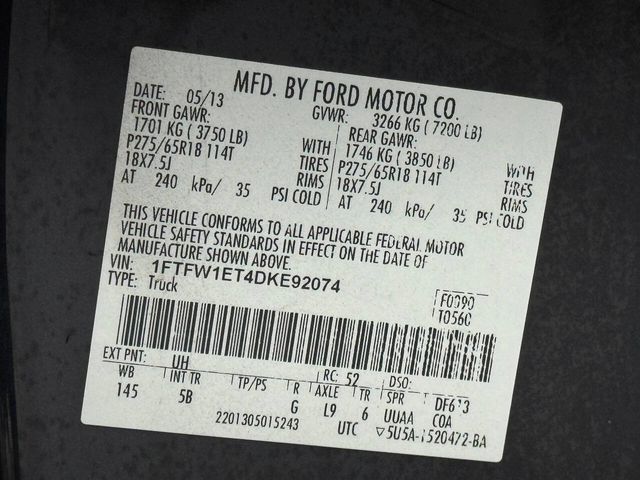 MFD. BY FORD MOTOR CO.
DATE: 05/13 GVWR: 3266 KG (7200 LB)
FRONT GAWR: REAR GAWR:
1701 KG (3750 LB) WITH 1746 KG (3850 LB) WITH
P275/65R18 114T TIRES P275/65R18 114T TIRES
18X7.5J RIMS 18X7.5J RIMS
AT 240 kPa/ 35 PSI COLD AT 240 kPa/ 35 PSI COLD
THIS VEHICLE CONFORMS TO ALL APPLICABLE FEDERAL MOTOR
VEHICLE SAFETY STANDARDS IN EFFECT ON THE DATE OF
MANUFACTURE SHOWN ABOVE.
VIN: 1FTFW1ET4DKE92074
TYPE: Truck
F0090
T0560
EXT PNT: UH RC: 52 DSO:
WB INT TR TP/PS R AXLE TR SPR DF613
145 5B G L9 6 UUAA COA
2201305015243 UTC ▽5U5A-1520472-BA